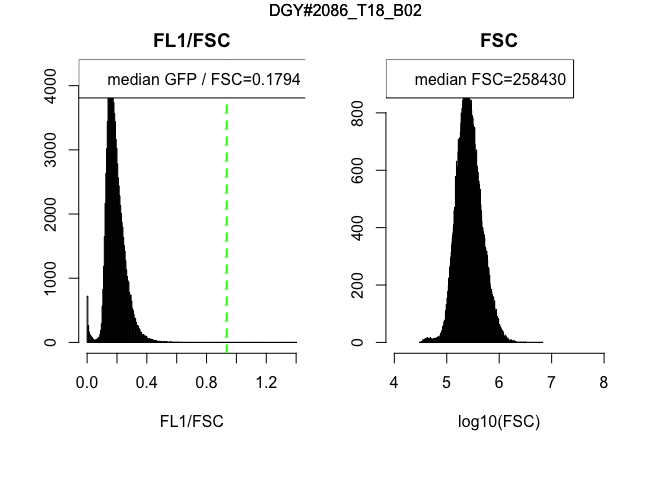 DGY#2086_T18_B02
FL1/FSC
median GFP / FSC=0.1794
0 1000 2000 3000 4000
0.0 0.4 0.8 1.2
FL1/FSC
FSC
median FSC=258430
0 200 400 600 800
4 5 6 7 8
log10(FSC)